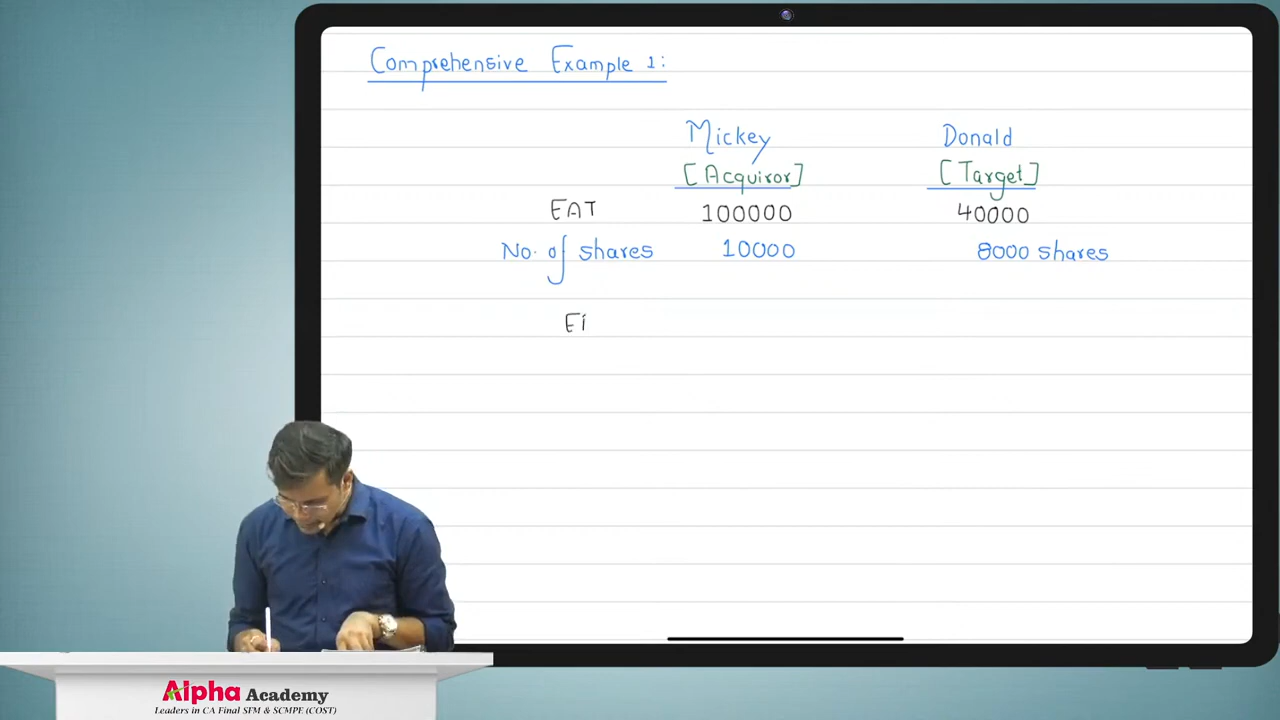 Comprehensive Example 1:
Mickey Donald
[Acquiror] [Target]
EAT 100000 40000
No. of shares 10000 8000 shares
Alpha Academy
Leaders in CA Final SFM & SCMPE (COST)